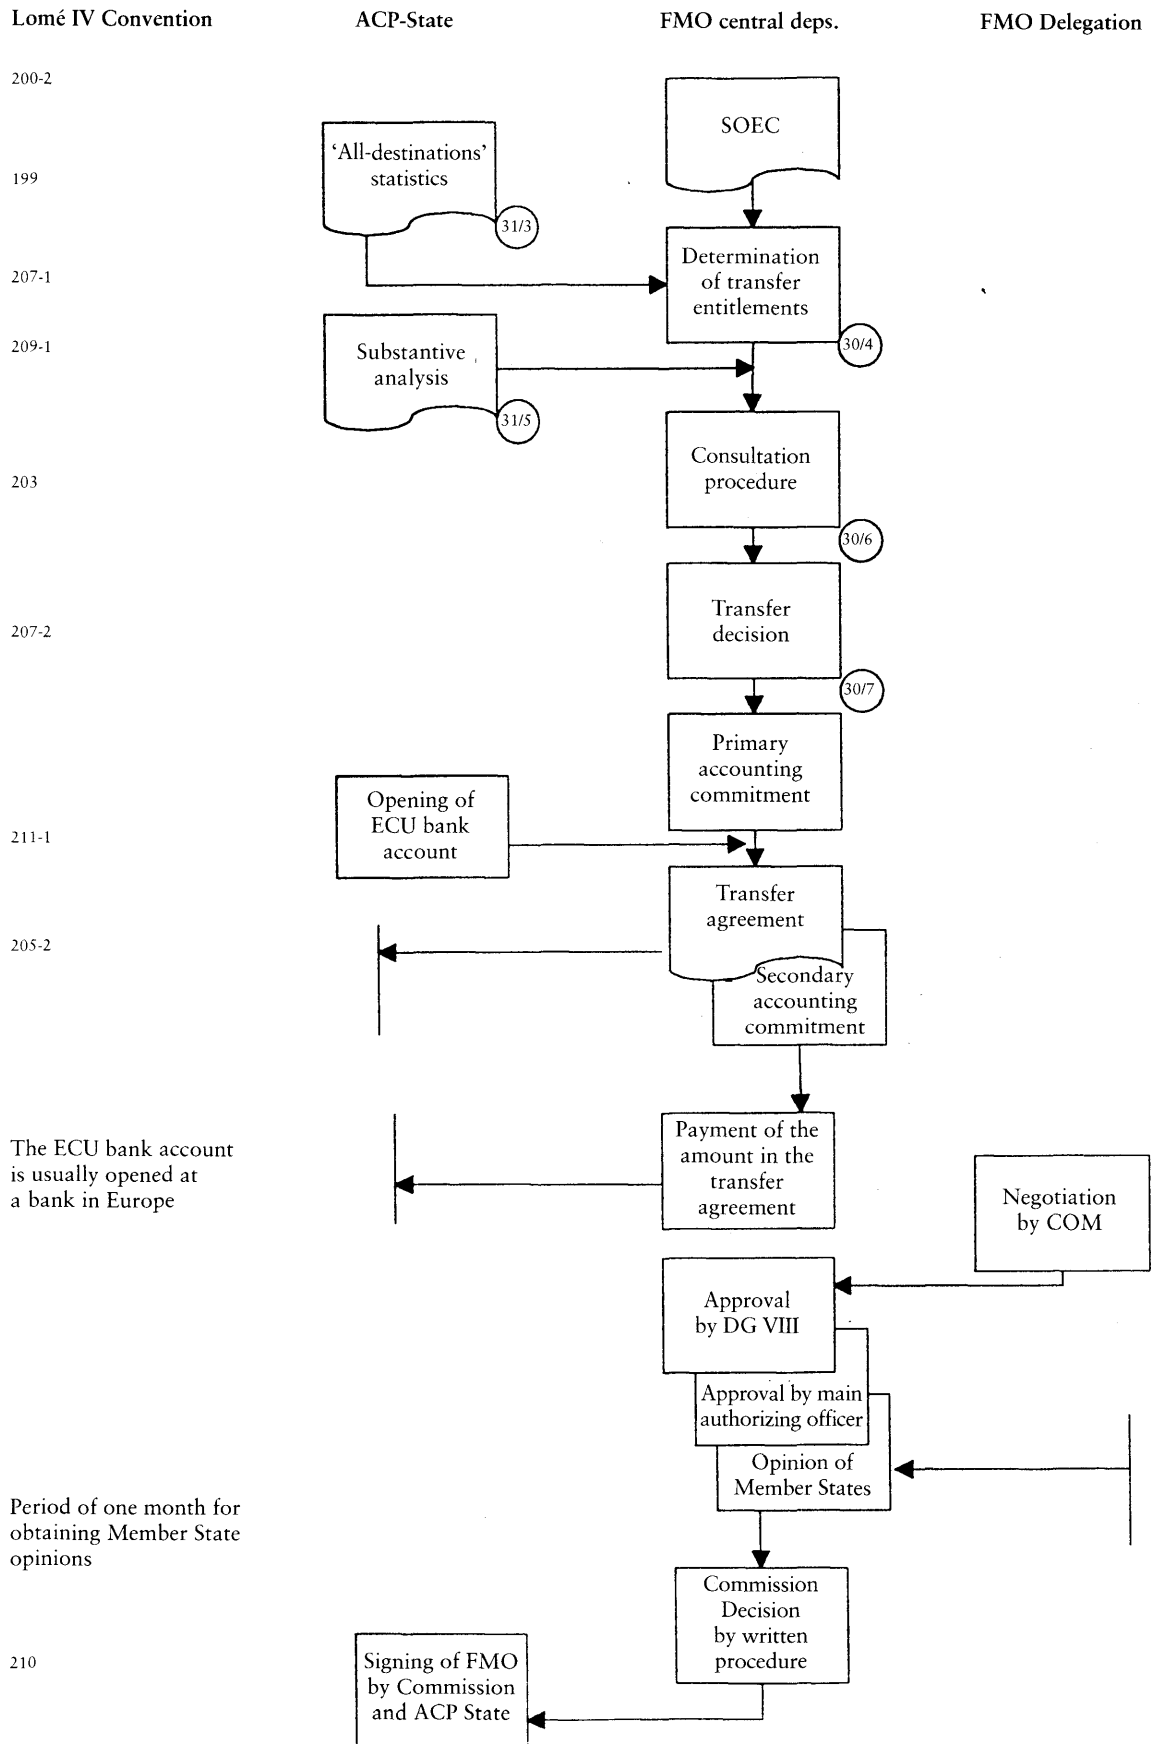 Lomé IV Convention
ACP-State
FMO central deps.
FMO Delegation
200-2
SOEC
'All-destinations'
statistics
199
31/3
207-1
Determination
of transfer
entitlements
209-1
30/4
Substantive
analysis
31/5
Consultation
procedure
203
30/6
Transfer
decision
207-2
30/7
Primary
accounting
commitment
Opening of
ECU bank
account
211-1
Transfer
agreement
205-2
Secondary
accounting
commitment
The ECU bank account
is usually opened at
a bank in Europe
Payment of the
amount in the
transfer
agreement
Negotiation
by COM
Approval
by DG VIII
Approval by main
authorizing officer
Opinion of
Member States
Period of one month for
obtaining Member State
opinions
Commission
Decision
by written
procedure
210
Signing of FMO
by Commission
and ACP State